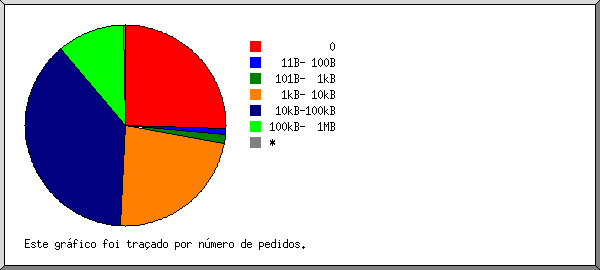 0
11B- 100B
101B- 1kB
1kB- 10kB
10kB-100kB
100kB- 1MB
*
Este gráfico foi traçado por número de pedidos.